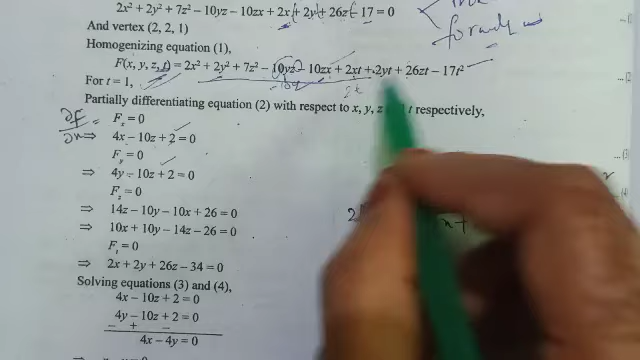 2x² + 2y² + 7z² − 10yz − 10zx + 2x + 2y + 26z − 17 = 0
And vertex (2, 2, 1)
Homogenizing equation (1),
F(x, y, z, t) = 2x² + 2y² + 7z² − 10yz − 10zx + 2xt + 2yt + 26zt − 17t²
For t = 1,
-10y
2t
Partially differentiating equation (2) with respect to x, y, z t respectively,
∂F/∂x = Fₓ = 0
⇒ 4x − 10z + 2 = 0
Fᵧ = 0
⇒ 4y − 10z + 2 = 0
F_z = 0
⇒ 14z − 10y − 10x + 26 = 0
⇒ 10x + 10y − 14z − 26 = 0
Fₜ = 0
⇒ 2x + 2y + 26z − 34 = 0
Solving equations (3) and (4),
4x − 10z + 2 = 0
4y − 10z + 2 = 0
− + −
4x − 4y = 0